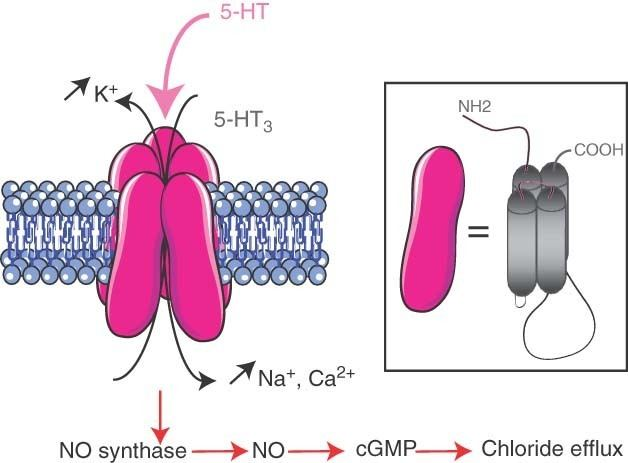 5-HT
K⁺
5-HT₃
NH2
COOH
=
Na⁺, Ca²⁺
NO synthase → NO → cGMP → Chloride efflux